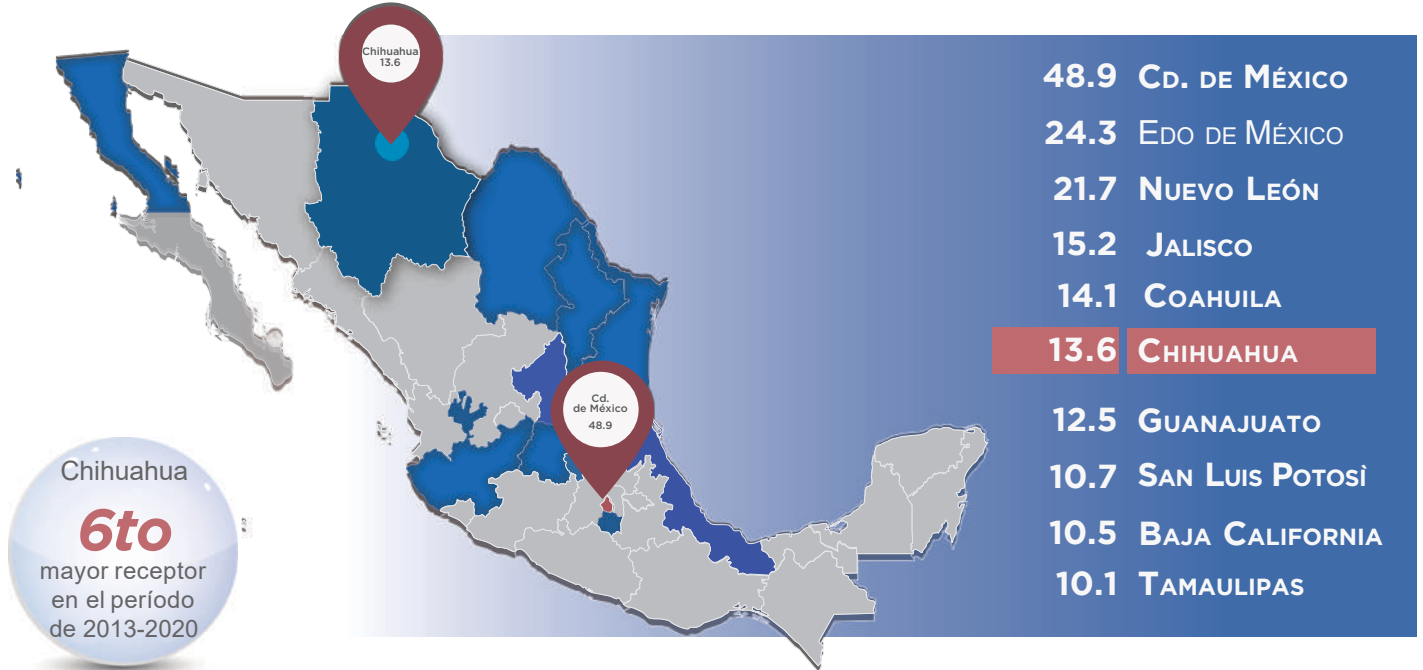 Chihuahua
13.6
Cd.
de México
48.9
Chihuahua
6to
mayor receptor
en el período
de 2013-2020
48.9 Cd. de México
24.3 Edo de México
21.7 Nuevo León
15.2 Jalisco
14.1 Coahuila
13.6 Chihuahua
12.5 Guanajuato
10.7 San Luis Potosì
10.5 Baja California
10.1 Tamaulipas